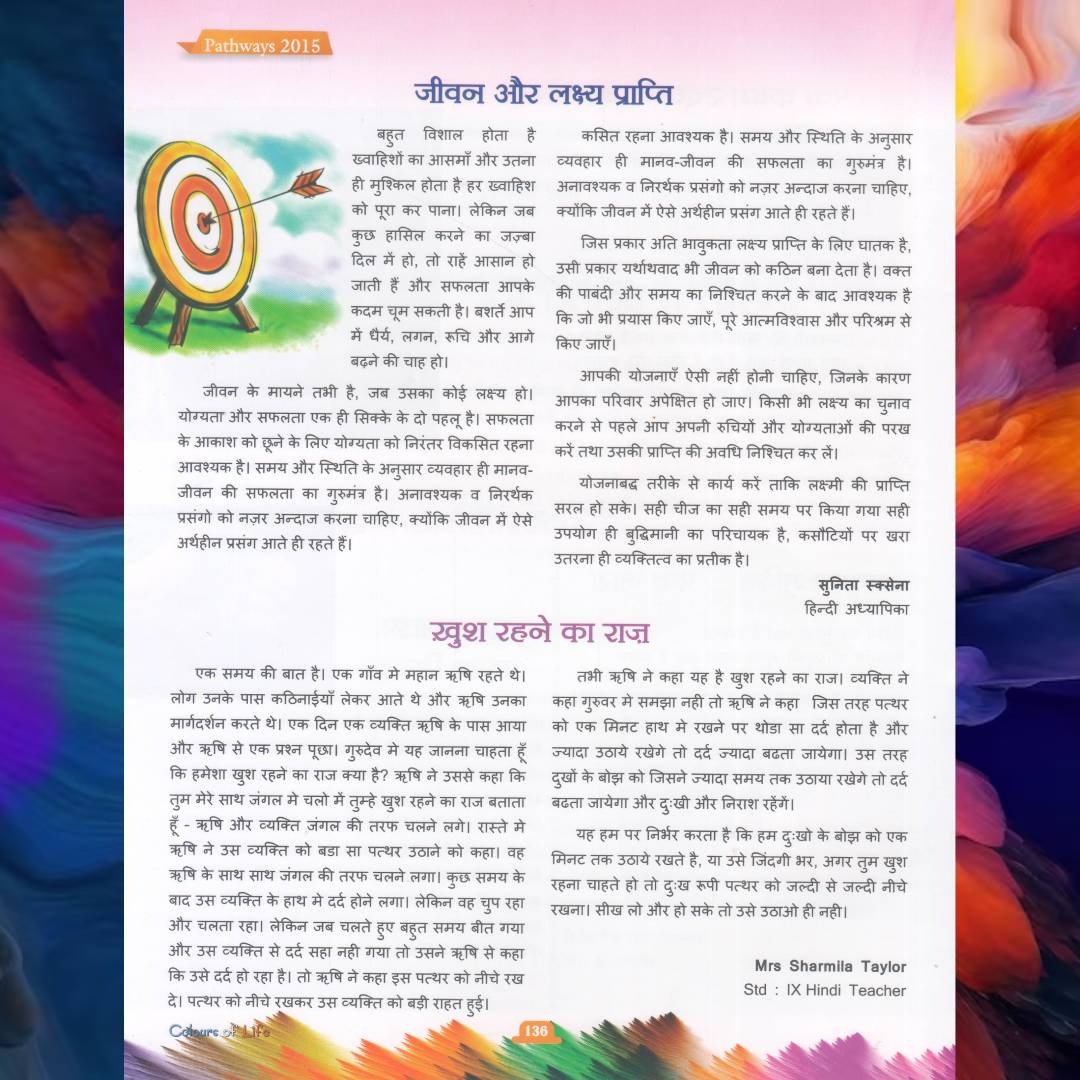 Pathways 2015
जीवन और लक्ष्य प्राप्ति
बहुत विशाल होता है
ख्वाहिशों का आसमाँ और उतना
ही मुश्किल होता है हर ख्वाहिश
को पूरा कर पाना। लेकिन जब
कुछ हासिल करने का जज़्बा
दिल में हो, तो राहें आसान हो
जाती हैं और सफलता आपके
कदम चूम सकती है। बशर्ते आप
में धैर्य, लगन, रूचि और आगे
बढ़ने की चाह हो।
जीवन के मायने तभी है, जब उसका कोई लक्ष्य हो।
योग्यता और सफलता एक ही सिक्के के दो पहलू है। सफलता
के आकाश को छूने के लिए योग्यता को निरंतर विकसित रहना
आवश्यक है। समय और स्थिति के अनुसार व्यवहार ही मानव-
जीवन की सफलता का गुरुमंत्र है। अनावश्यक व निरर्थक
प्रसंगो को नज़र अन्दाज करना चाहिए, क्योंकि जीवन में ऐसे
अर्थहीन प्रसंग आते ही रहते हैं।
कसित रहना आवश्यक है। समय और स्थिति के अनुसार
व्यवहार ही मानव-जीवन की सफलता का गुरुमंत्र है।
अनावश्यक व निरर्थक प्रसंगो को नज़र अन्दाज करना चाहिए,
क्योंकि जीवन में ऐसे अर्थहीन प्रसंग आते ही रहते हैं।
जिस प्रकार अति भावुकता लक्ष्य प्राप्ति के लिए घातक है,
उसी प्रकार यर्थाथवाद भी जीवन को कठिन बना देता है। वक्त
की पाबंदी और समय का निश्चित करने के बाद आवश्यक है
कि जो भी प्रयास किए जाएँ, पूरे आत्मविश्वास और परिश्रम से
किए जाएँ।
आपकी योजनाएँ ऐसी नहीं होनी चाहिए, जिनके कारण
आपका परिवार अपेक्षित हो जाए। किसी भी लक्ष्य का चुनाव
करने से पहले आप अपनी रुचियों और योग्यताओं की परख
करें तथा उसकी प्राप्ति की अवधि निश्चित कर लें।
योजनाबद्ध तरीके से कार्य करें ताकि लक्ष्मी की प्राप्ति
सरल हो सके। सही चीज का सही समय पर किया गया सही
उपयोग ही बुद्धिमानी का परिचायक है, कसौटियों पर खरा
उतरना ही व्यक्तित्व का प्रतीक है।
सुनिता स्क्सेना
हिन्दी अध्यापिका
ख़ुश रहने का राज़
एक समय की बात है। एक गाँव मे महान ऋषि रहते थे।
लोग उनके पास कठिनाईयाँ लेकर आते थे और ऋषि उनका
मार्गदर्शन करते थे। एक दिन एक व्यक्ति ऋषि के पास आया
और ऋषि से एक प्रश्न पूछा। गुरुदेव मे यह जानना चाहता हूँ
कि हमेशा खुश रहने का राज क्या है? ऋषि ने उससे कहा कि
तुम मेरे साथ जंगल मे चलो में तुम्हे खुश रहने का राज बताता
हूँ - ऋषि और व्यक्ति जंगल की तरफ चलने लगे। रास्ते मे
ऋषि ने उस व्यक्ति को बडा सा पत्थर उठाने को कहा। वह
ऋषि के साथ साथ जंगल की तरफ चलने लगा। कुछ समय के
बाद उस व्यक्ति के हाथ मे दर्द होने लगा। लेकिन वह चुप रहा
और चलता रहा। लेकिन जब चलते हुए बहुत समय बीत गया
और उस व्यक्ति से दर्द सहा नही गया तो उसने ऋषि से कहा
कि उसे दर्द हो रहा है। तो ऋषि ने कहा इस पत्थर को नीचे रख
दे। पत्थर को नीचे रखकर उस व्यक्ति को बड़ी राहत हुई।
तभी ऋषि ने कहा यह है खुश रहने का राज। व्यक्ति ने
कहा गुरुवर मे समझा नही तो ऋषि ने कहा जिस तरह पत्थर
को एक मिनट हाथ मे रखने पर थोडा सा दर्द होता है और
ज्यादा उठाये रखेगे तो दर्द ज्यादा बढता जायेगा। उस तरह
दुखों के बोझ को जिसने ज्यादा समय तक उठाया रखेगे तो दर्द
बढता जायेगा और दुःखी और निराश रहेंगें।
यह हम पर निर्भर करता है कि हम दुःखो के बोझ को एक
मिनट तक उठाये रखते है, या उसे जिंदगी भर, अगर तुम खुश
रहना चाहते हो तो दुःख रूपी पत्थर को जल्दी से जल्दी नीचे
रखना। सीख लो और हो सके तो उसे उठाओ ही नही।
Mrs Sharmila Taylor
Std : IX Hindi Teacher
Colours of Life
136